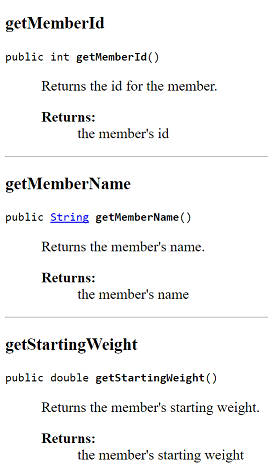 getMemberId
public int getMemberId()
Returns the id for the member.
Returns:
the member's id
getMemberName
public String getMemberName()
Returns the member's name.
Returns:
the member's name
getStartingWeight
public double getStartingWeight()
Returns the member's starting weight.
Returns:
the member's starting weight